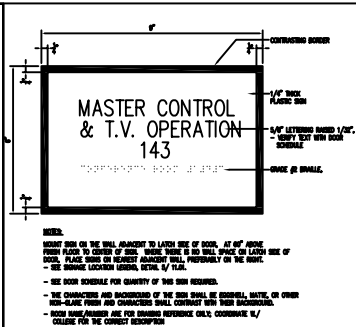 CONTRASTING BORDER
1/4" THICK
PLASTIC SIGN
MASTER CONTROL
& T.V. OPERATION
143
5/8" LETTERING RAISED 1/32".
- VERIFY TEXT WITH DOOR
SCHEDULE
GRADE #2 BRAILLE.
NOTES:
MOUNT SIGN ON THE WALL ADJACENT TO LATCH SIDE OF DOOR, AT 60" ABOVE
FINISH FLOOR TO CENTER OF SIGN. WHERE THERE IS NO WALL SPACE ON LATCH SIDE OF
DOOR, PLACE SIGNS ON NEAREST ADJACENT WALL, PREFERABLY ON THE RIGHT.
- SEE SIGNAGE LOCATION LEGEND, DETAIL
- SEE DOOR SCHEDULE FOR QUANTITY OF THIS SIGN REQUIRED.
- THE CHARACTERS AND BACKGROUND OF THE SIGN SHALL BE EGGSHELL, MATTE, OR OTHER
NON-GLARE FINISH AND CHARACTERS SHALL CONTRAST WITH THEIR BACKGROUND.
- ROOM NAME/NUMBER ARE FOR DRAWING REFERENCE ONLY; COORDINATE W./
COLLEGE FOR THE CORRECT DESCRIPTION